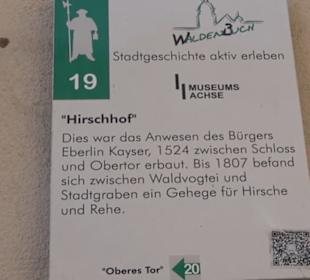 WALDENBUCH
Stadtgeschichte aktiv erleben
19
MUSEUMS
ACHSE
"Hirschhof"
Dies war das Anwesen des Bürgers
Eberlin Kayser, 1524 zwischen Schloss
und Obertor erbaut. Bis 1807 befand
sich zwischen Waldvogtei und
Stadtgraben ein Gehege für Hirsche
und Rehe.
"Oberes Tor" 20